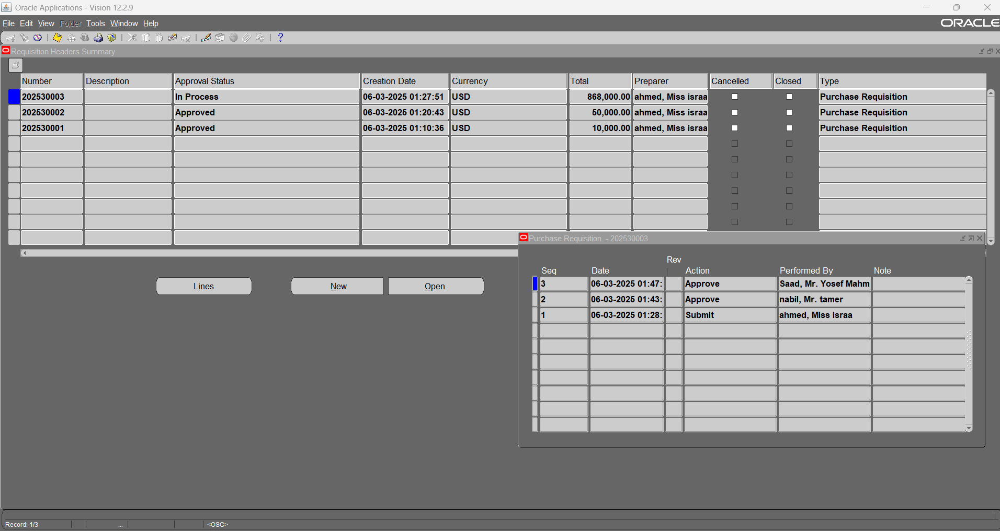 Oracle Applications - Vision 12.2.9
File Edit View Folder Tools Window Help
ORACLE
Requisition Headers Summary
Number Description Approval Status Creation Date Currency Total Preparer Cancelled Closed Type
202530003 In Process 06-03-2025 01:27:51 USD 868,000.00 ahmed, Miss israa Purchase Requisition
202530002 Approved 06-03-2025 01:20:43 USD 50,000.00 ahmed, Miss israa Purchase Requisition
202530001 Approved 06-03-2025 01:10:36 USD 10,000.00 ahmed, Miss israa Purchase Requisition
Lines New Open
Purchase Requisition - 202530003
Rev
Seq Date Action Performed By Note
3 06-03-2025 01:47: Approve Saad, Mr. Yosef Mahm
2 06-03-2025 01:43: Approve nabil, Mr. tamer
1 06-03-2025 01:28: Submit ahmed, Miss israa
Record: 1/3 ... <OSC>